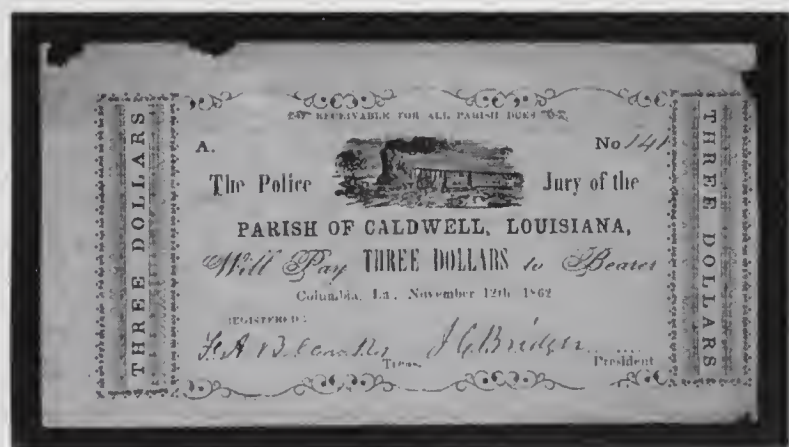 RECEIVABLE FOR ALL PARISH DUES
A. No 141
The Police Jury of the
PARISH OF CALDWELL, LOUISIANA,
Will Pay THREE DOLLARS to Bearer
Columbia, La., November 12th 1862
REGISTERED:
Treas. J C Bridger President
THREE DOLLARS
THREE DOLLARS